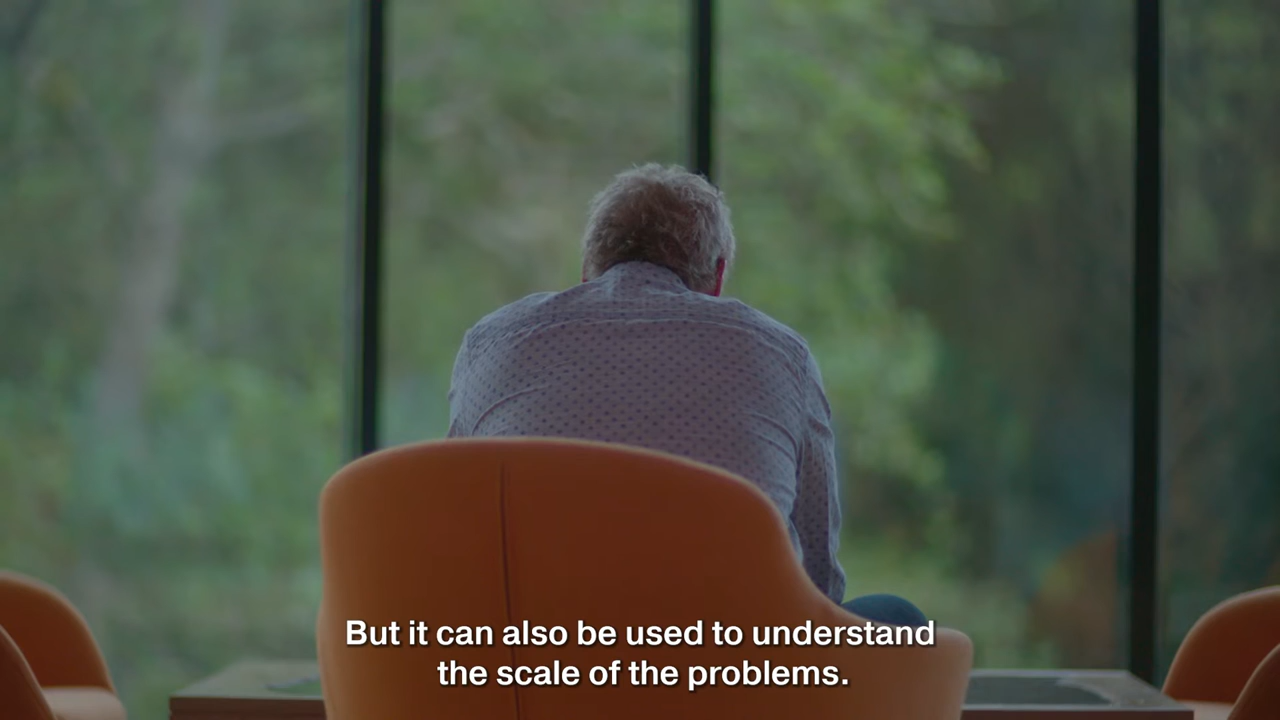 But it can also be used to understand
the scale of the problems.